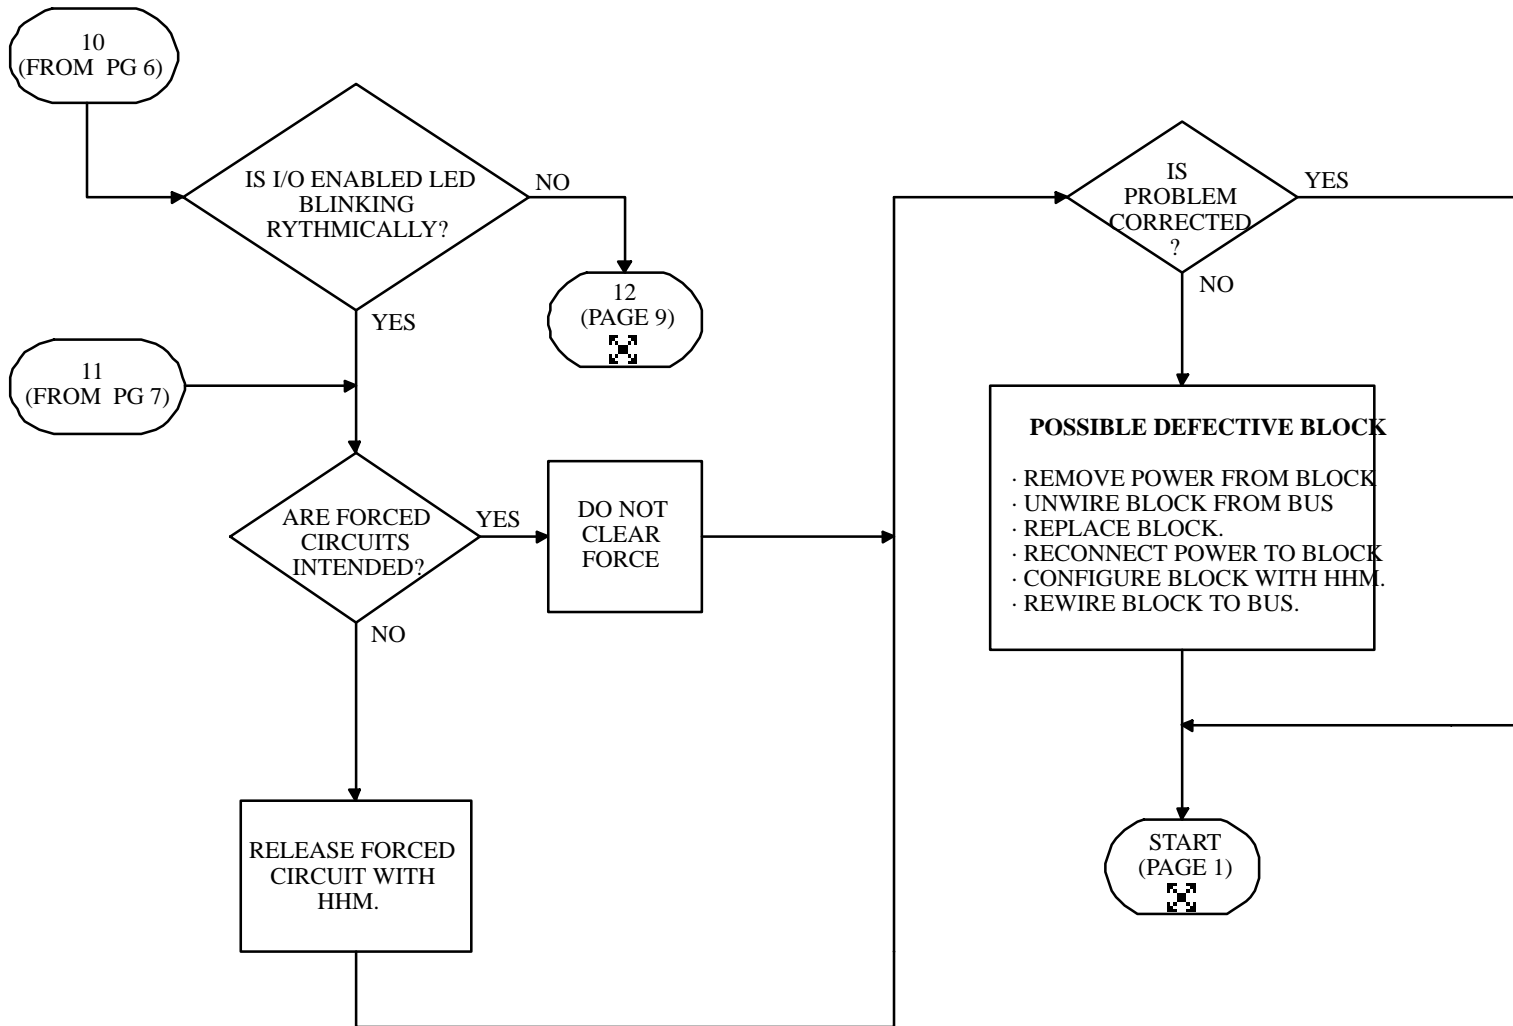 10
(FROM PG 6)
IS I/O ENABLED LED
BLINKING
RYTHMICALLY?
NO
12
(PAGE 9)
YES
11
(FROM PG 7)
ARE FORCED
CIRCUITS
INTENDED?
YES
DO NOT
CLEAR
FORCE
NO
RELEASE FORCED
CIRCUIT WITH
HHM.
IS
PROBLEM
CORRECTED
?
YES
NO
POSSIBLE DEFECTIVE BLOCK
· REMOVE POWER FROM BLOCK
· UNWIRE BLOCK FROM BUS
· REPLACE BLOCK.
· RECONNECT POWER TO BLOCK
· CONFIGURE BLOCK WITH HHM.
· REWIRE BLOCK TO BUS.
START
(PAGE 1)